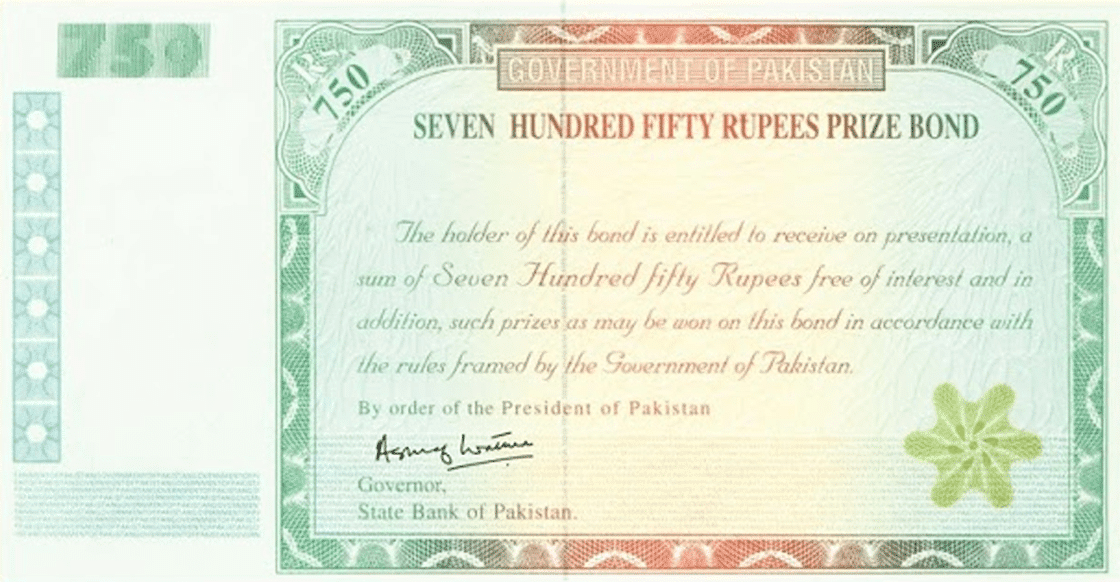 750
Rs 750
GOVERNMENT OF PAKISTAN
Rs 750
SEVEN HUNDRED FIFTY RUPEES PRIZE BOND
The holder of this bond is entitled to receive on presentation, a
sum of Seven Hundred fifty Rupees free of interest and in
addition, such prizes as may be won on this bond in accordance with
the rules framed by the Government of Pakistan.
By order of the President of Pakistan
Governor,
State Bank of Pakistan.